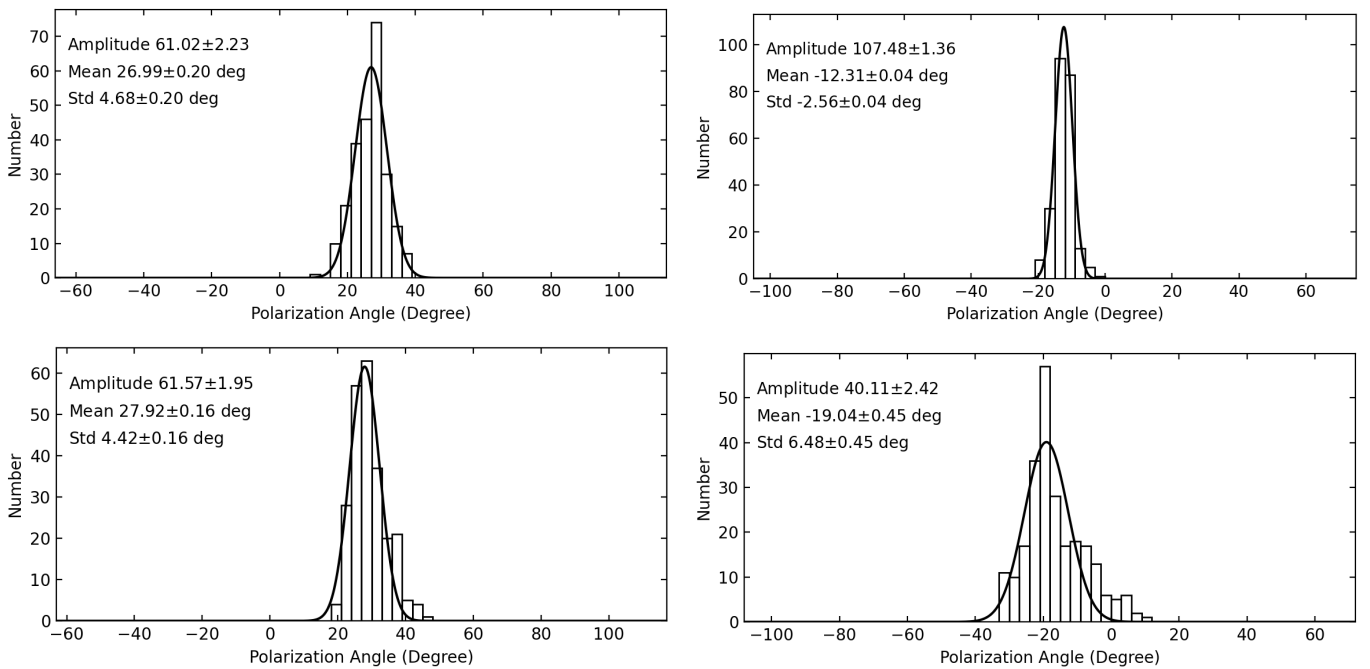 Amplitude 61.02±2.23
Mean 26.99±0.20 deg
Std 4.68±0.20 deg
Number
70
60
50
40
30
20
10
0
−60 −40 −20 0 20 40 60 80 100
Polarization Angle (Degree)
Amplitude 107.48±1.36
Mean -12.31±0.04 deg
Std -2.56±0.04 deg
Number
100
80
60
40
20
0
−100 −80 −60 −40 −20 0 20 40 60
Polarization Angle (Degree)
Amplitude 61.57±1.95
Mean 27.92±0.16 deg
Std 4.42±0.16 deg
Number
60
50
40
30
20
10
0
−60 −40 −20 0 20 40 60 80 100
Polarization Angle (Degree)
Amplitude 40.11±2.42
Mean -19.04±0.45 deg
Std 6.48±0.45 deg
Number
50
40
30
20
10
0
−100 −80 −60 −40 −20 0 20 40 60
Polarization Angle (Degree)